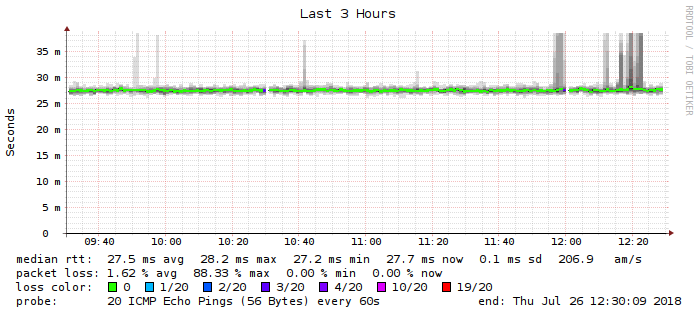 Last 3 Hours
RRDTOOL / TOBI OETIKER
Seconds
35 m
30 m
25 m
20 m
15 m
10 m
5 m
0
09:40 10:00 10:20 10:40 11:00 11:20 11:40 12:00 12:20
median rtt: 27.5 ms avg 28.2 ms max 27.2 ms min 27.7 ms now 0.1 ms sd 206.9 am/s
packet loss: 1.62 % avg 88.33 % max 0.00 % min 0.00 % now
loss color: 0 1/20 2/20 3/20 4/20 10/20 19/20
probe: 20 ICMP Echo Pings (56 Bytes) every 60s end: Thu Jul 26 12:30:09 2018